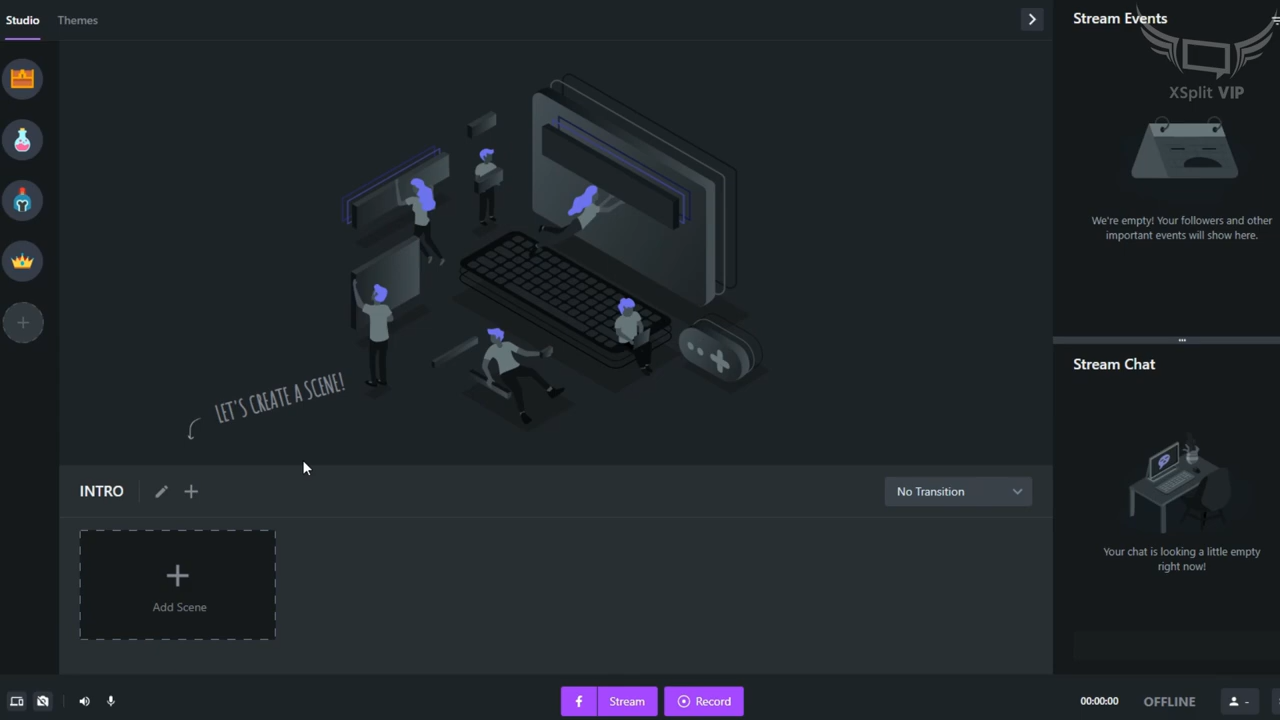 Studio
Themes
Stream Events
XSplit VIP
We're empty! Your followers and other
important events will show here.
LET'S CREATE A SCENE!
Stream Chat
Your chat is looking a little empty
right now!
INTRO
No Transition
Add Scene
Stream
Record
00:00:00
OFFLINE
-